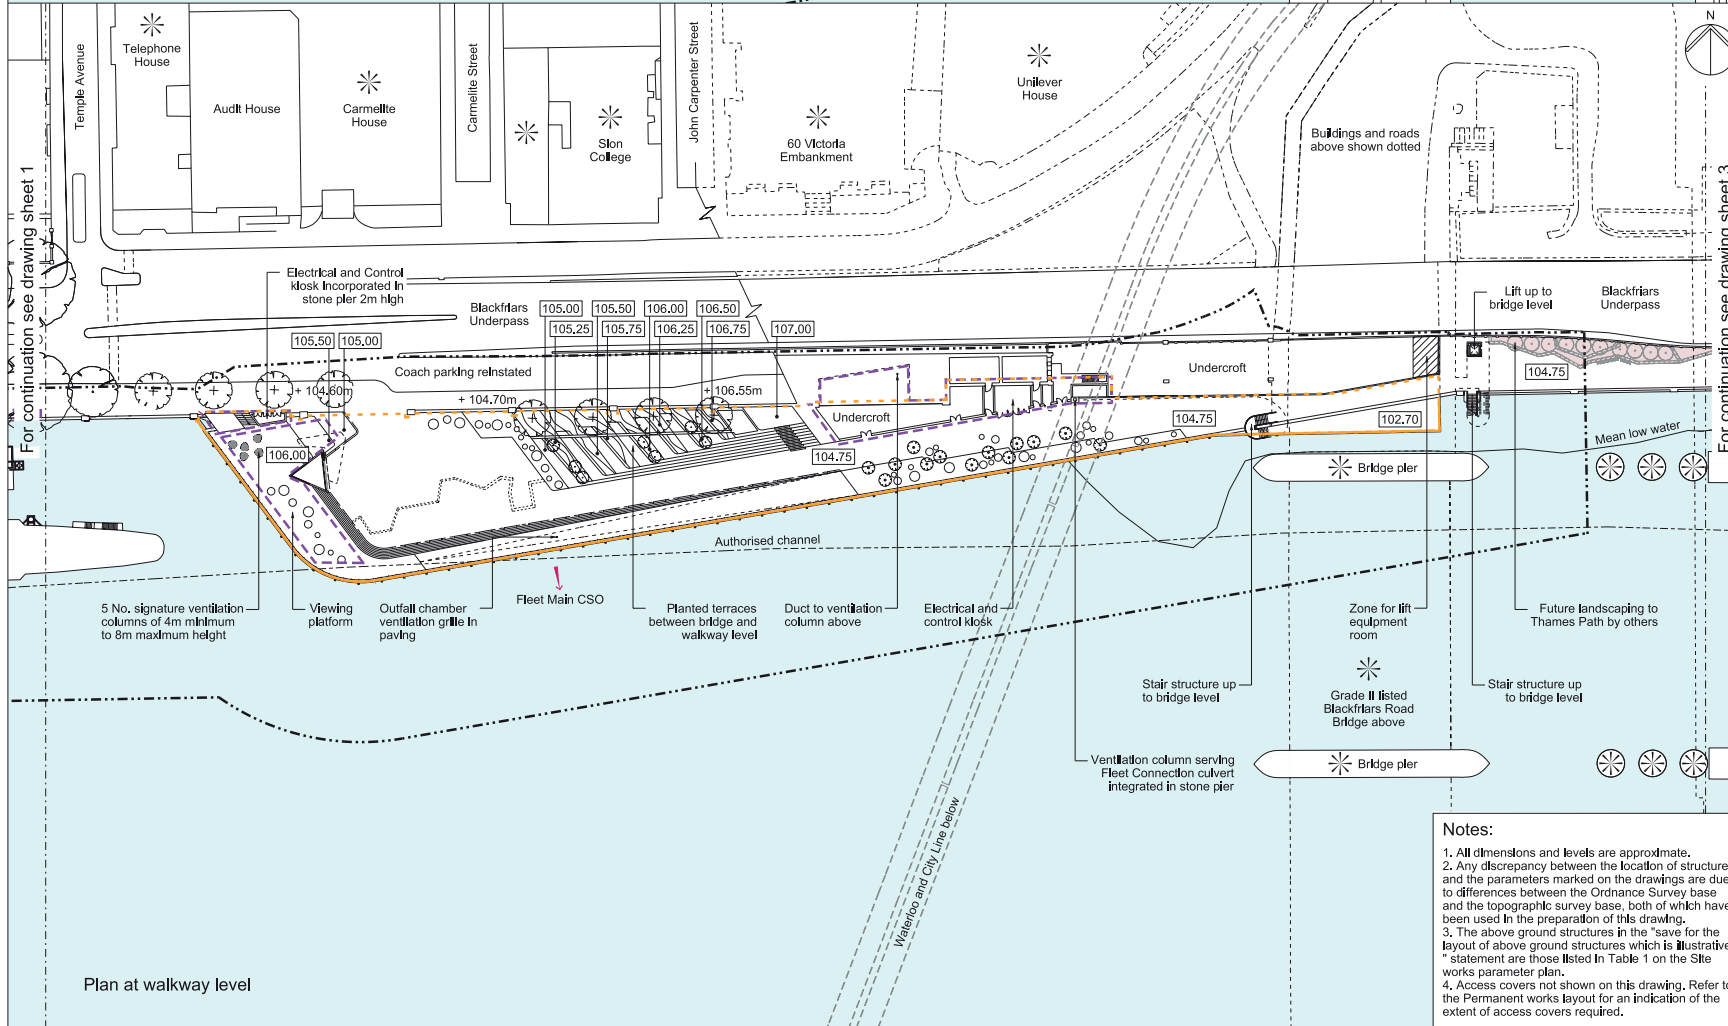 Telephone
House
Temple Avenue
Audit House
Carmelite
House
Carmelite Street
Sion
College
John Carpenter Street
60 Victoria
Embankment
Unilever
House
Buildings and roads
above shown dotted
N
For continuation see drawing sheet 1
For continuation see drawing sheet 3
Electrical and Control
kiosk incorporated in
stone pier 2m high
Blackfriars
Underpass
105.00
105.50
106.00
106.50
105.25
105.75
106.25
106.75
107.00
105.50
105.00
Lift up to
bridge level
Blackfriars
Underpass
Coach parking reinstated
+ 104.60m
+ 104.70m
+ 106.55m
Undercroft
Undercroft
104.75
106.00
104.75
104.75
102.70
Mean low water
Bridge pier
Authorised channel
Fleet Main CSO
5 No. signature ventilation
columns of 4m minimum
to 8m maximum height
Viewing
platform
Outfall chamber
ventilation grille in
paving
Planted terraces
between bridge and
walkway level
Duct to ventilation
column above
Electrical and
control kiosk
Zone for lift
equipment
room
Future landscaping to
Thames Path by others
Stair structure up
to bridge level
Grade II listed
Blackfriars Road
Bridge above
Stair structure up
to bridge level
Ventilation column serving
Fleet Connection culvert
integrated in stone pier
Bridge pier
Waterloo and City Line below
Plan at walkway level
Notes:
1. All dimensions and levels are approximate.
2. Any discrepancy between the location of structure
and the parameters marked on the drawings are due
to differences between the Ordnance Survey base
and the topographic survey base, both of which have
been used in the preparation of this drawing.
3. The above ground structures in the "save for the
layout of above ground structures which is illustrative
" statement are those listed in Table 1 on the Site
works parameter plan.
4. Access covers not shown on this drawing. Refer to
the Permanent works layout for an indication of the
extent of access covers required.